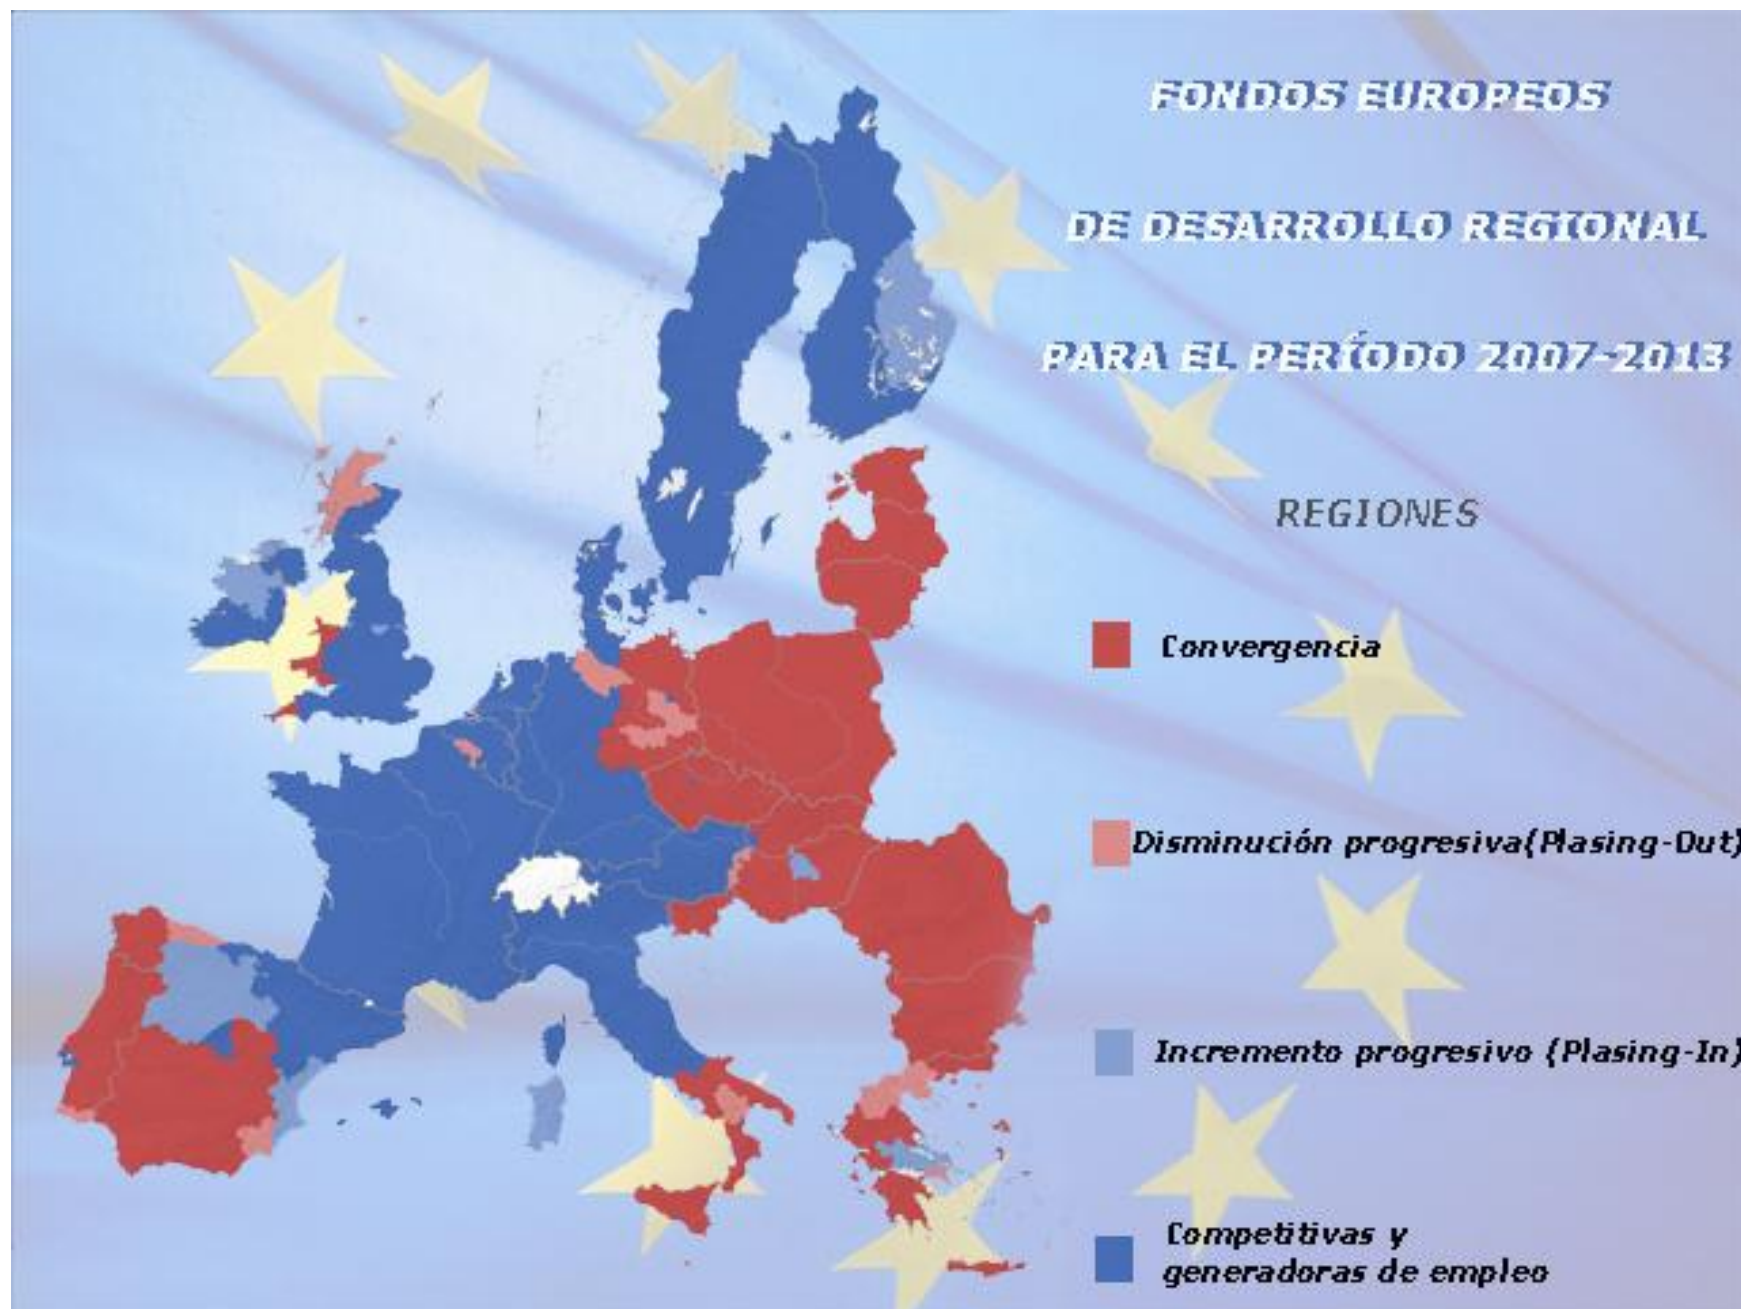 FONDOS EUROPEOS
DE DESARROLLO REGIONAL
PARA EL PERÍODO 2007-2013
REGIONES
Convergencia
Disminución progresiva(Plasing-Out)
Incremento progresivo (Plasing-In)
Competitivas y
generadoras de empleo